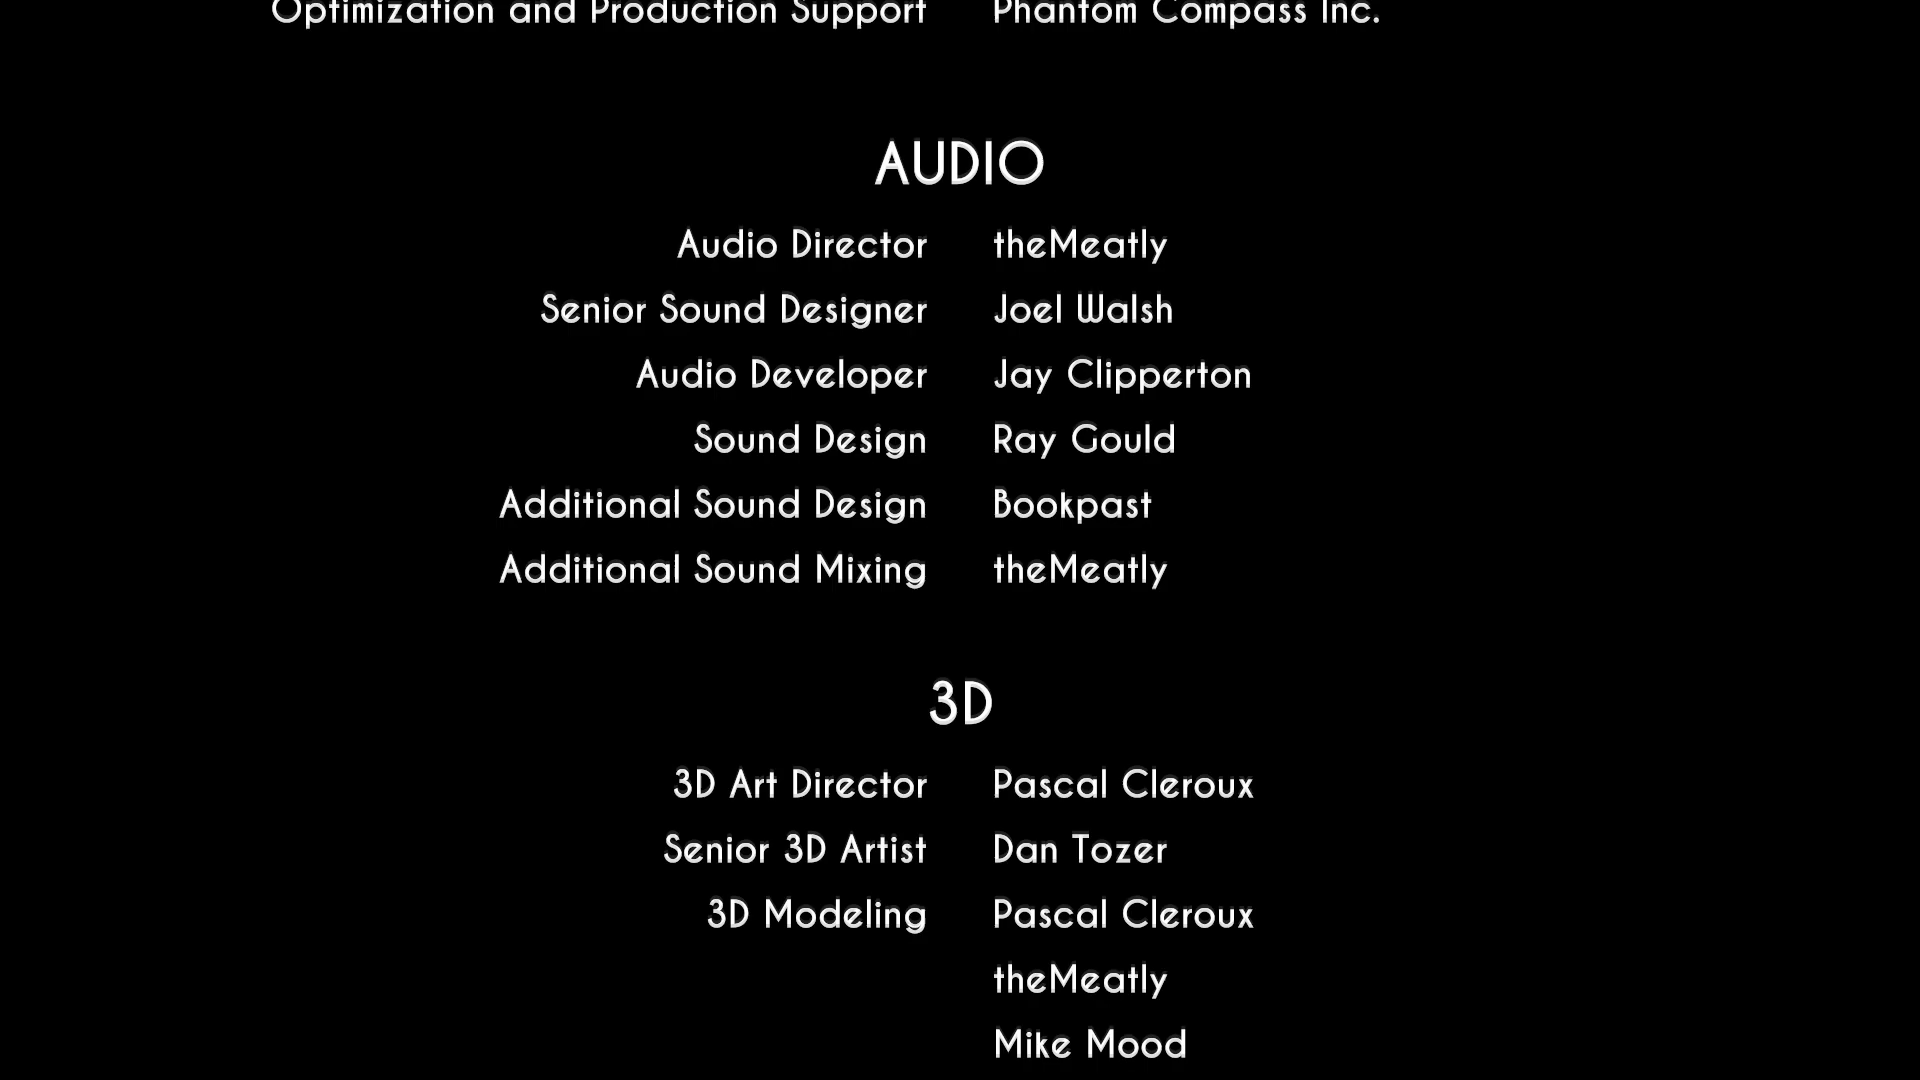 Optimization and Production Support Phantom Compass Inc.
AUDIO
Audio Director theMeatly
Senior Sound Designer Joel Walsh
Audio Developer Jay Clipperton
Sound Design Ray Gould
Additional Sound Design Bookpast
Additional Sound Mixing theMeatly
3D
3D Art Director Pascal Cleroux
Senior 3D Artist Dan Tozer
3D Modeling Pascal Cleroux
theMeatly
Mike Mood